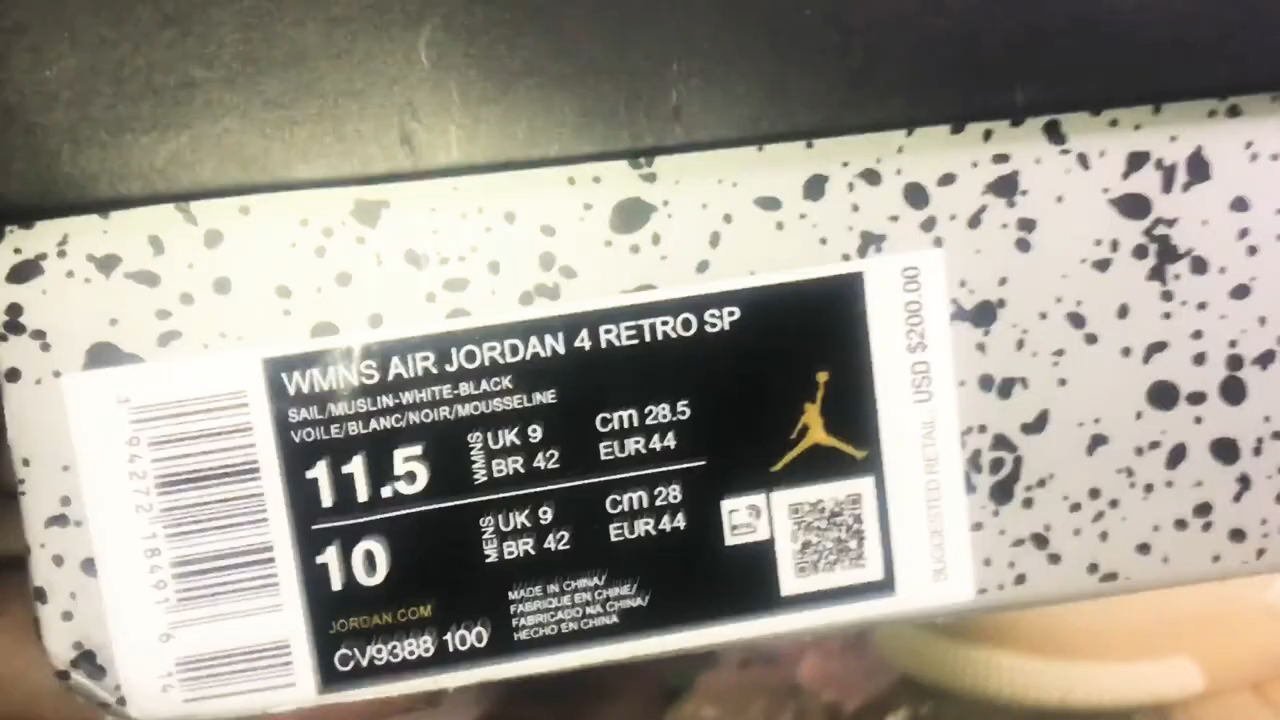 WMNS AIR JORDAN 4 RETRO SP
SAIL/MUSLIN-WHITE-BLACK
VOILE/BLANC/NOIR/MOUSSELINE
11.5 WMNS UK 9 cm 28.5
BR 42 EUR 44
10 MENS UK 9 cm 28
BR 42 EUR 44
JORDAN.COM
CV9388 100
MADE IN CHINA/
FABRIQUE EN CHINE/
FABRICADO NA CHINA/
HECHO EN CHINA
SUGGESTED RETAIL USD $200.00
14